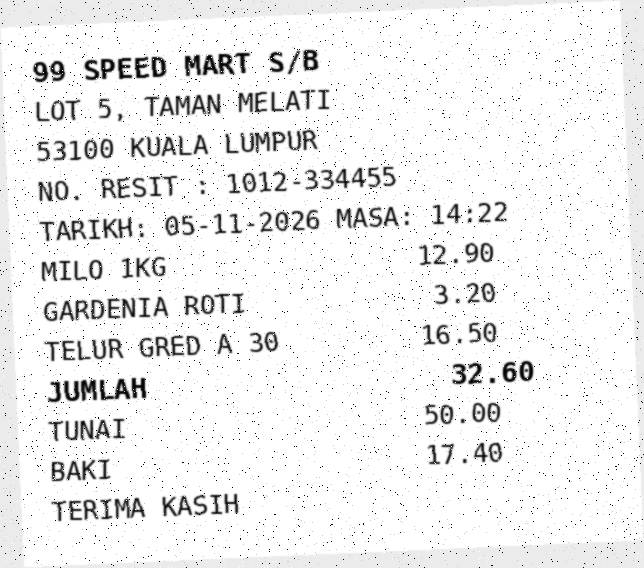 99 SPEED MART S/B
LOT 5, TAMAN MELATI
53100 KUALA LUMPUR
NO. RESIT : 1012-334455
TARIKH: 05-11-2026 MASA: 14:22
MILO 1KG 12.90
GARDENIA ROTI 3.20
TELUR GRED A 30 16.50
JUMLAH 32.60
TUNAI 50.00
BAKI 17.40
TERIMA KASIH